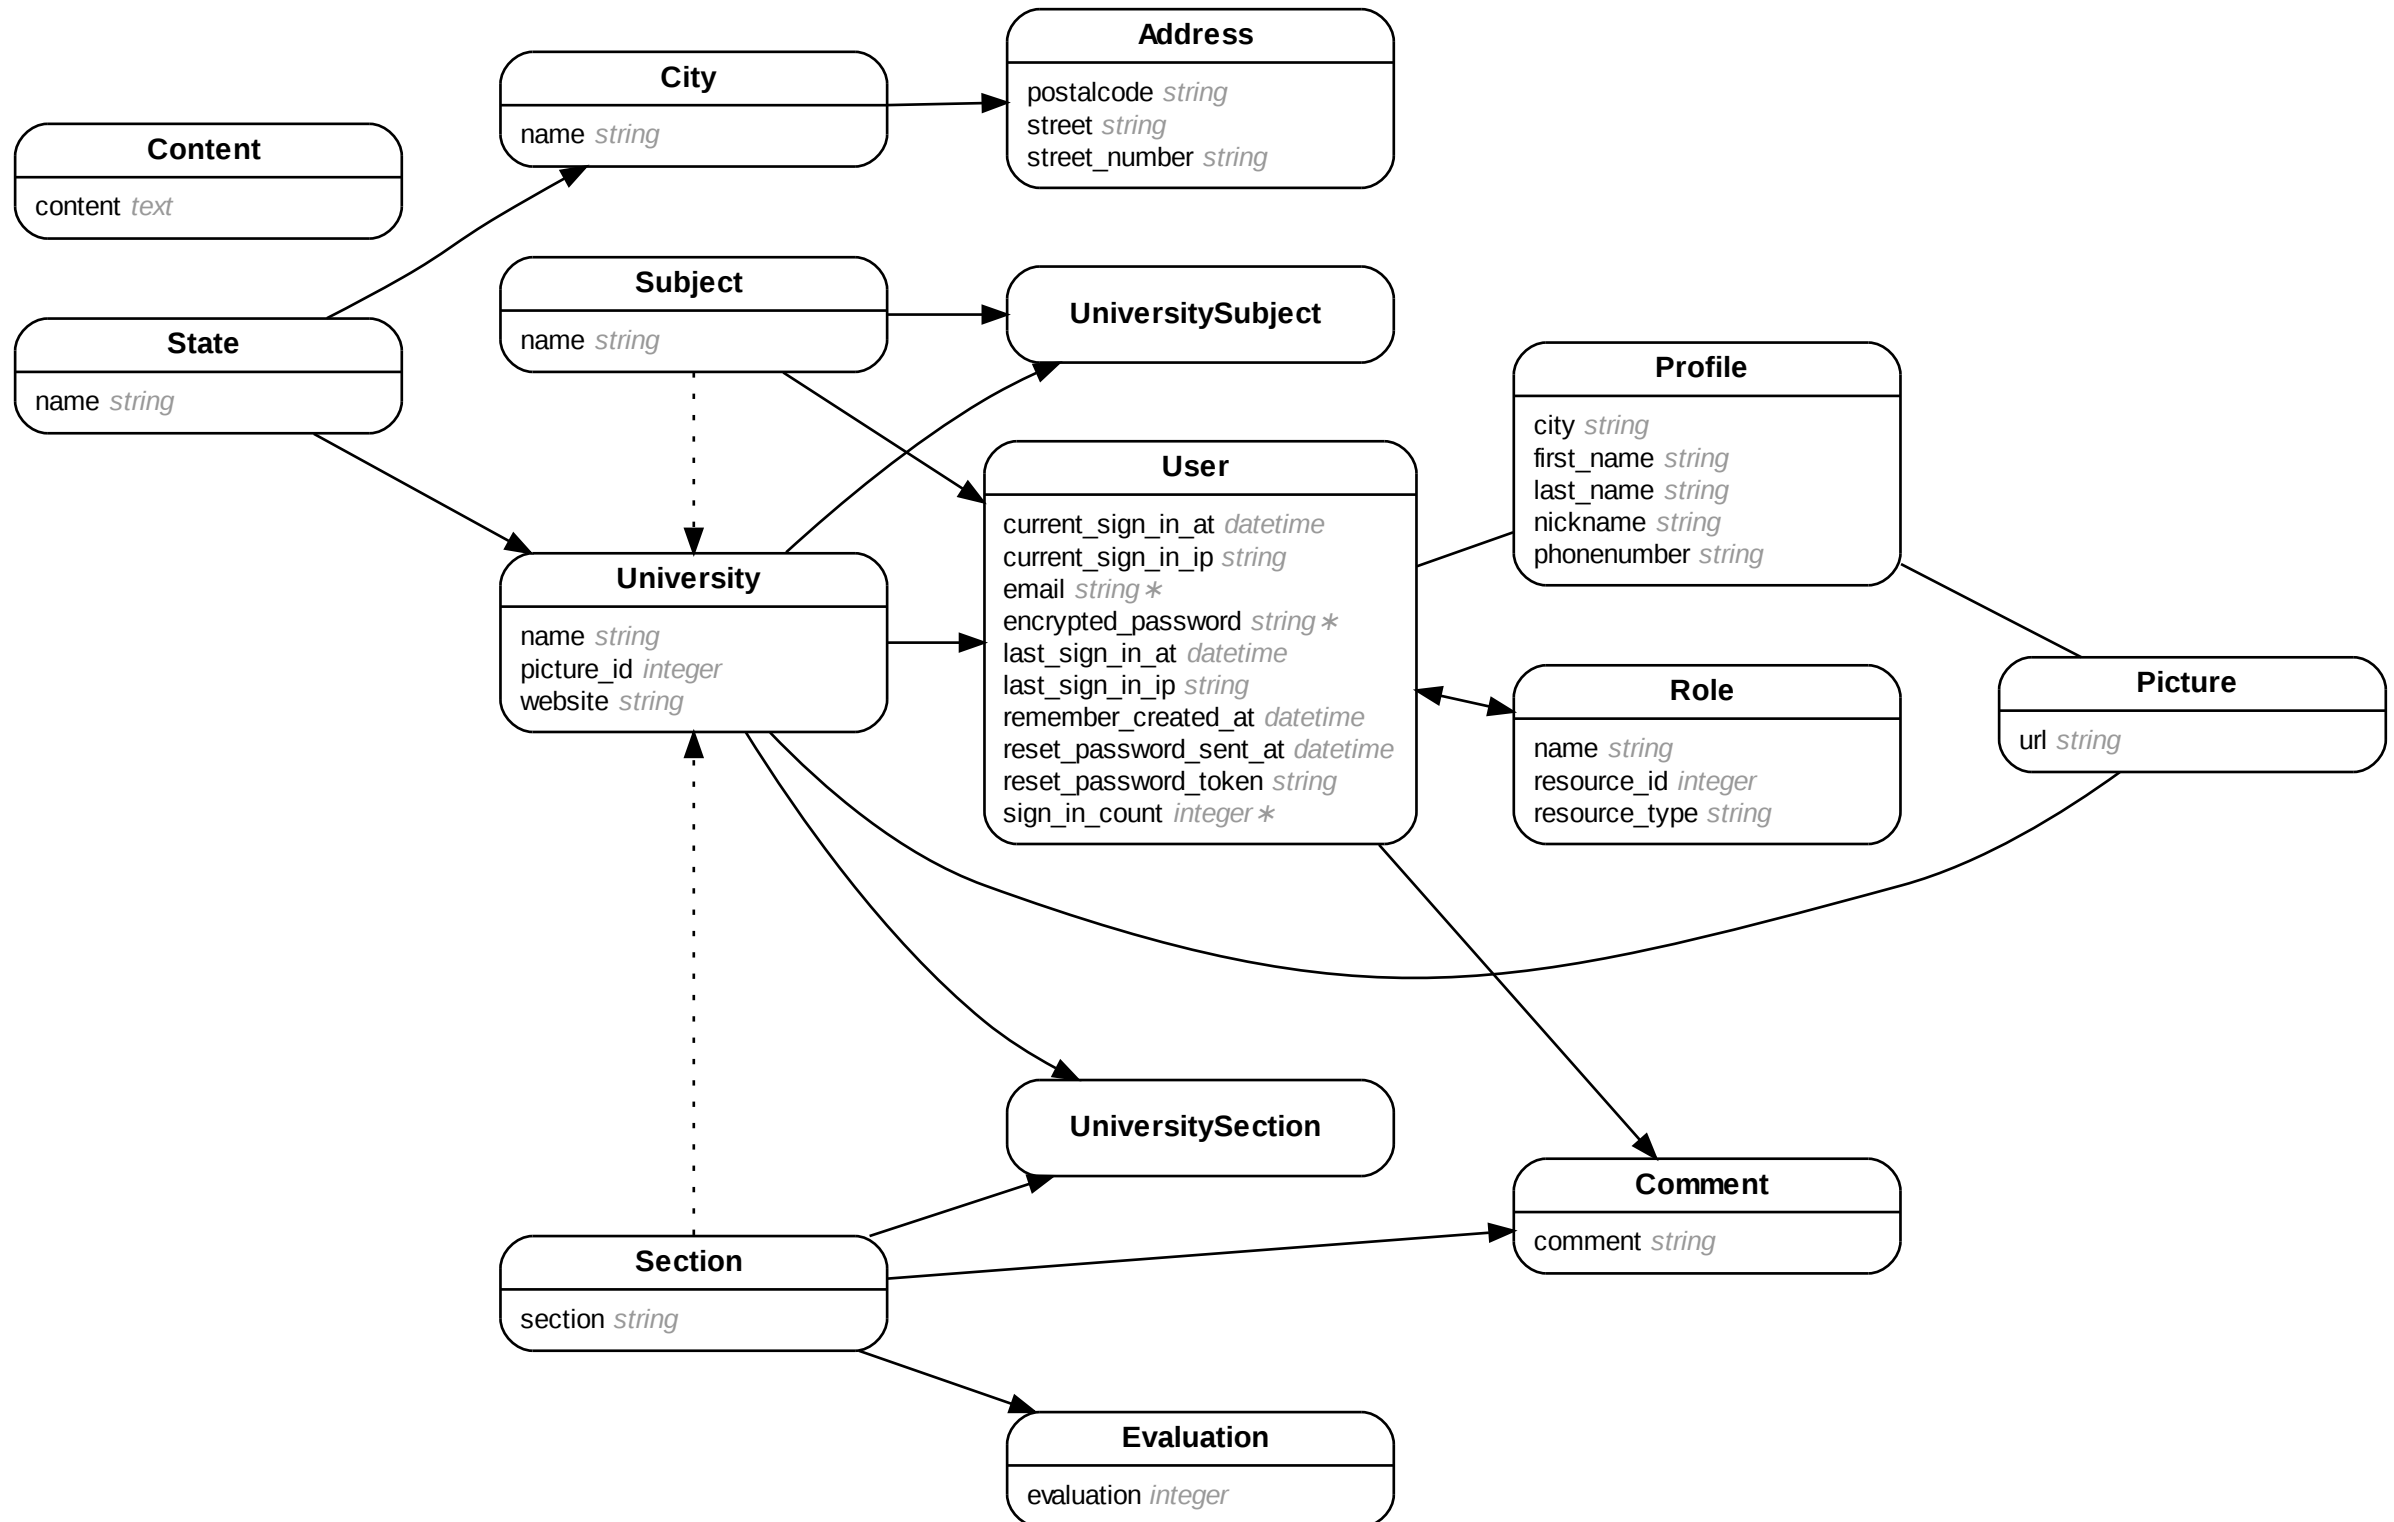 Content
content text
State
name string
City
name string
Subject
name string
University
name string
picture_id integer
website string
Section
section string
Address
postalcode string
street string
street_number string
UniversitySubject
User
current_sign_in_at datetime
current_sign_in_ip string
email string∗
encrypted_password string∗
last_sign_in_at datetime
last_sign_in_ip string
remember_created_at datetime
reset_password_sent_at datetime
reset_password_token string
sign_in_count integer∗
UniversitySection
Evaluation
evaluation integer
Profile
city string
first_name string
last_name string
nickname string
phonenumber string
Role
name string
resource_id integer
resource_type string
Comment
comment string
Picture
url string